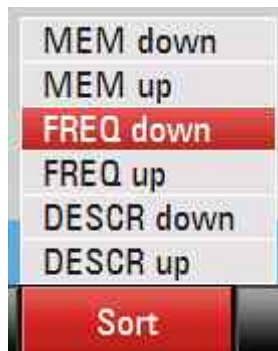 MEM down
MEM up
FREQ down
FREQ up
DESCR down
DESCR up
Sort